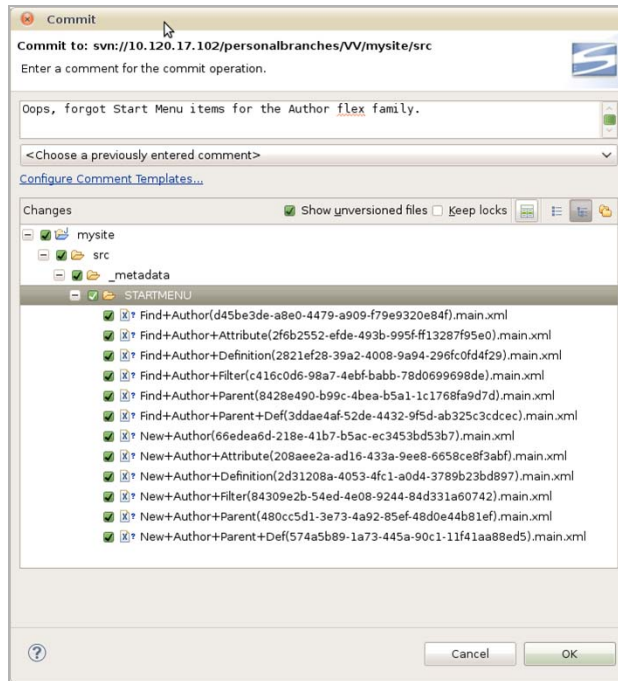 Commit
Commit to: svn://10.120.17.102/personalbranches/VV/mysite/src
Enter a comment for the commit operation.
Oops, forgot Start Menu items for the Author flex family.
<Choose a previously entered comment>
Configure Comment Templates...
Changes Show unversioned files Keep locks
mysite
src
_metadata
STARTMENU
Find+Author(d45be3de-a8e0-4479-a909-f79e9320e84f).main.xml
Find+Author+Attribute(2f6b2552-efde-493b-995f-ff13287f95e0).main.xml
Find+Author+Definition(2821ef28-39a2-4008-9a94-296fc0fd4f29).main.xml
Find+Author+Filter(c416c0d6-98a7-4ebf-babb-78d0699698de).main.xml
Find+Author+Parent(8428e490-b99c-4bea-b5a1-1c1768fa9d7d).main.xml
Find+Author+Parent+Def(3ddae4af-52de-4432-9f5d-ab325c3cdcec).main.xml
New+Author(66edea6d-218e-41b7-b5ac-ec3453bd53b7).main.xml
New+Author+Attribute(208aee2a-ad16-433a-9ee8-6658ce8f3abf).main.xml
New+Author+Definition(2d31208a-4053-4fc1-a0d4-3789b23bd897).main.xml
New+Author+Filter(84309e2b-54ed-4e08-9244-84d331a60742).main.xml
New+Author+Parent(480cc5d1-3e73-4a92-85ef-48d0e44b81ef).main.xml
New+Author+Parent+Def(574a5b89-1a73-445a-90c1-11f41aa88ed5).main.xml
Cancel OK